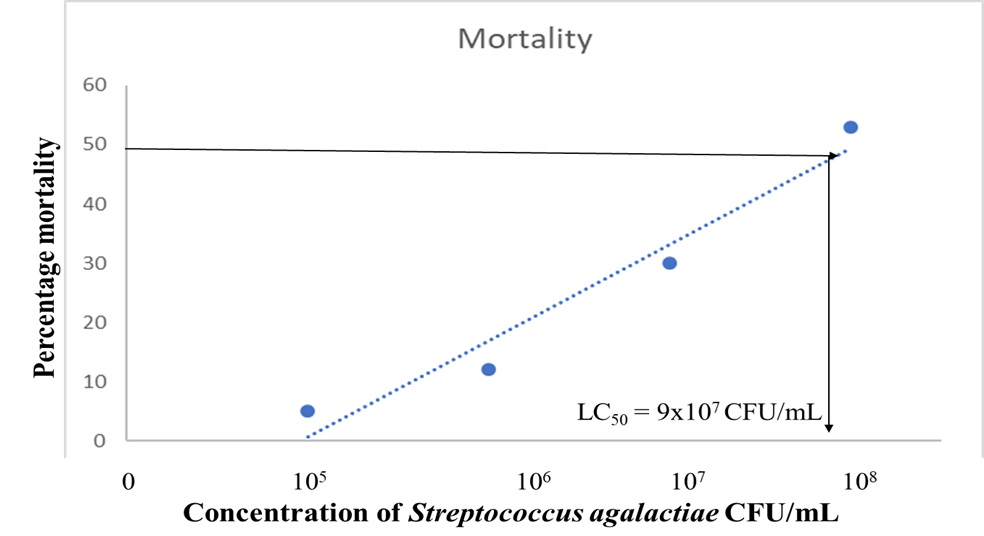 Mortality
60
50
40
30
20
10
0
Percentage mortality
LC₅₀ = 9x10⁷ CFU/mL
0 10⁵ 10⁶ 10⁷ 10⁸
Concentration of Streptococcus agalactiae CFU/mL